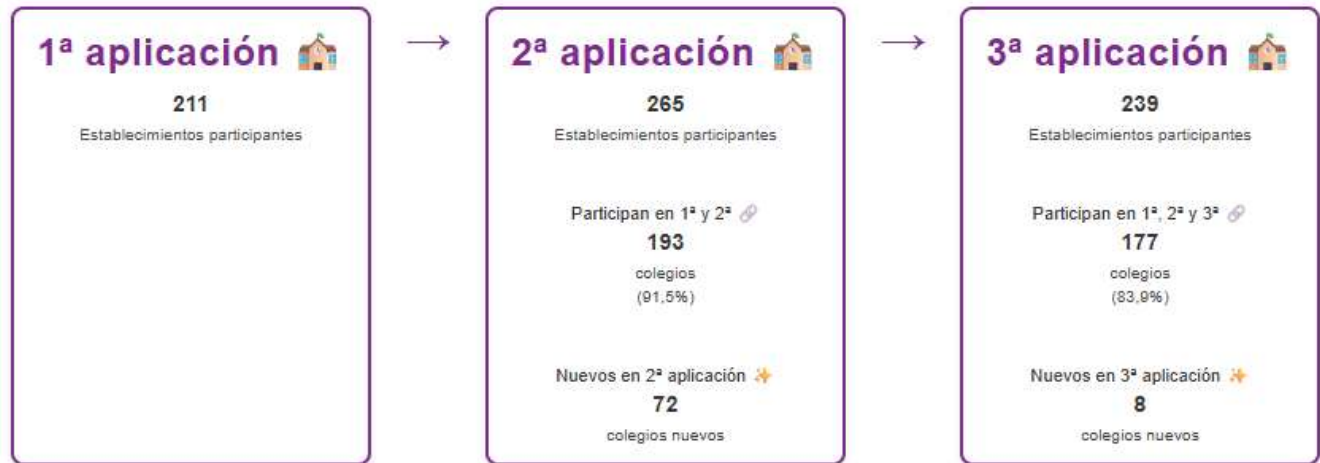 1ª aplicación
211
Establecimientos participantes
2ª aplicación
265
Establecimientos participantes
Participan en 1ª y 2ª
193
colegios
(91,5%)
Nuevos en 2ª aplicación
72
colegios nuevos
3ª aplicación
239
Establecimientos participantes
Participan en 1ª, 2ª y 3ª
177
colegios
(83,9%)
Nuevos en 3ª aplicación
8
colegios nuevos